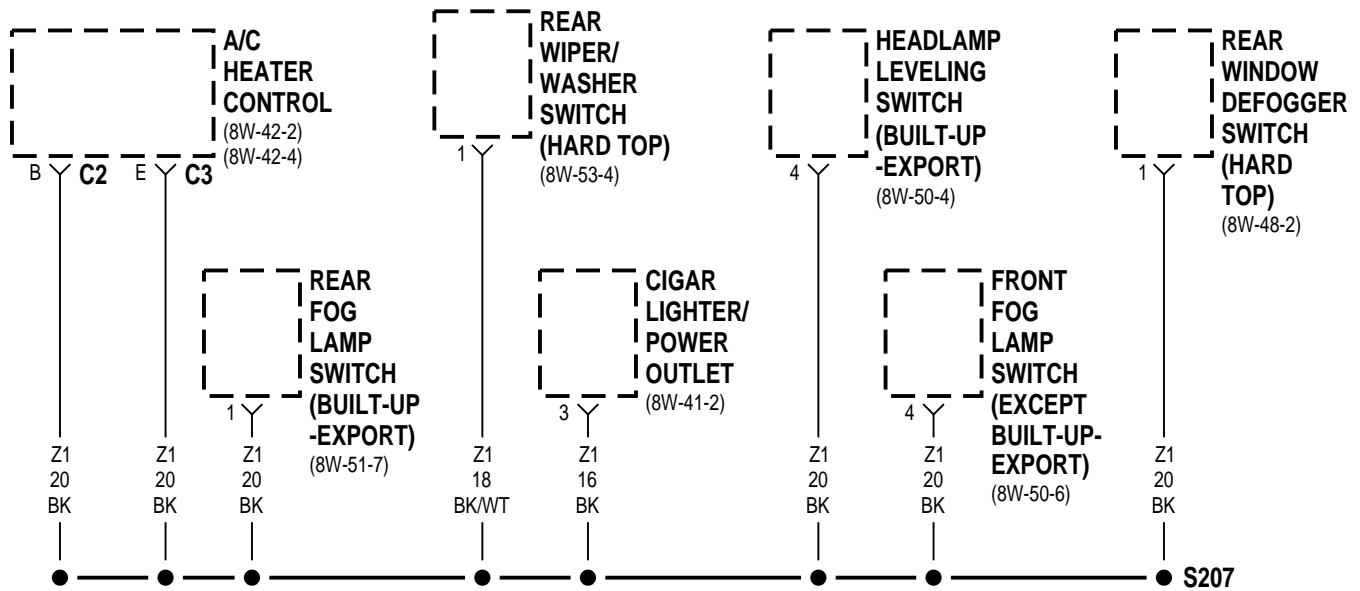 A/C
HEATER
CONTROL
(8W-42-2)
(8W-42-4)
B
C2
E
C3
REAR
WIPER/
WASHER
SWITCH
(HARD TOP)
(8W-53-4)
1
HEADLAMP
LEVELING
SWITCH
(BUILT-UP
-EXPORT)
(8W-50-4)
4
REAR
WINDOW
DEFOGGER
SWITCH
(HARD
TOP)
(8W-48-2)
1
REAR
FOG
LAMP
SWITCH
(BUILT-UP
-EXPORT)
(8W-51-7)
1
CIGAR
LIGHTER/
POWER
OUTLET
(8W-41-2)
3
FRONT
FOG
LAMP
SWITCH
(EXCEPT
BUILT-UP-
EXPORT)
(8W-50-6)
4
Z1
20
BK
Z1
20
BK
Z1
20
BK
Z1
18
BK/WT
Z1
16
BK
Z1
20
BK
Z1
20
BK
Z1
20
BK
S207